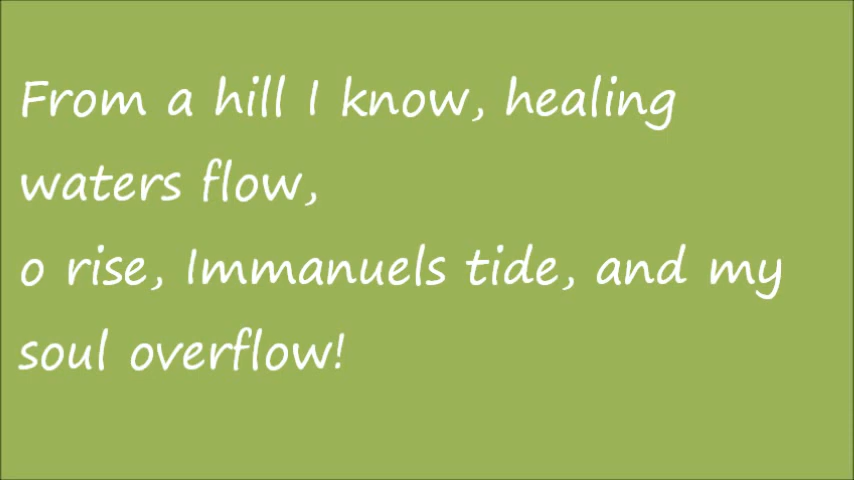 From a hill I know, healing
waters flow,
o rise, Immanuels tide, and my
soul overflow!